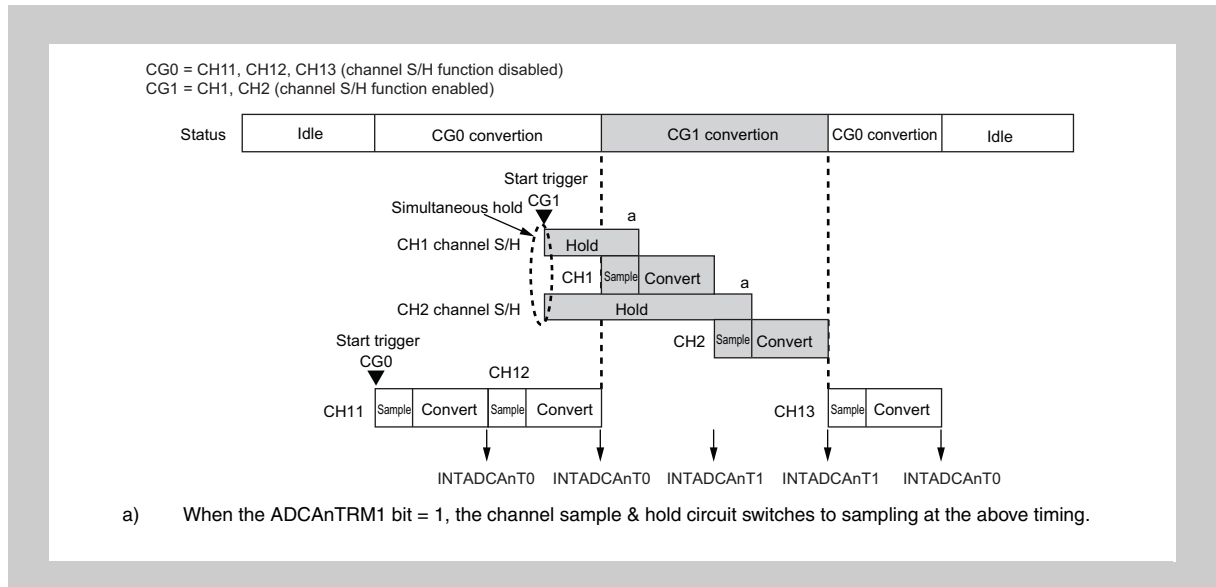 CG0 = CH11, CH12, CH13 (channel S/H function disabled)
CG1 = CH1, CH2 (channel S/H function enabled)
Status
Idle
CG0 convertion
CG1 convertion
CG0 convertion
Idle
Start trigger
CG1
Simultaneous hold
a
CH1 channel S/H
Hold
CH1
Sample
Convert
a
CH2 channel S/H
Hold
CH2
Sample
Convert
Start trigger
CG0
CH12
CH11
Sample
Convert
Sample
Convert
CH13
Sample
Convert
INTADCAnT0
INTADCAnT0
INTADCAnT1
INTADCAnT1
INTADCAnT0
a) When the ADCAnTRM1 bit = 1, the channel sample & hold circuit switches to sampling at the above timing.